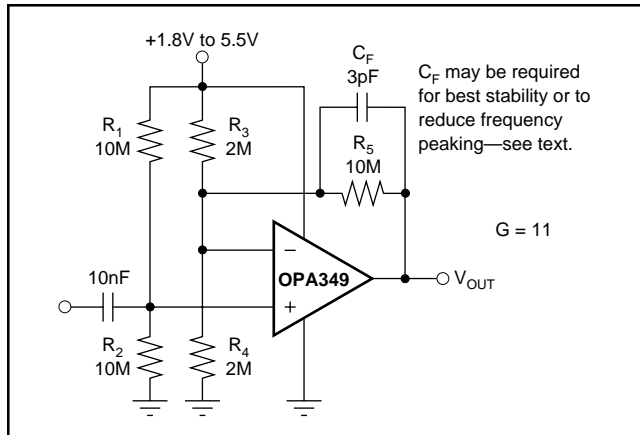 +1.8V to 5.5V
C_F
3pF
C_F may be required
for best stability or to
reduce frequency
peaking—see text.
R_1
10M
R_3
2M
R_5
10M
G = 11
−
OPA349
V_OUT
10nF
+
R_2
10M
R_4
2M